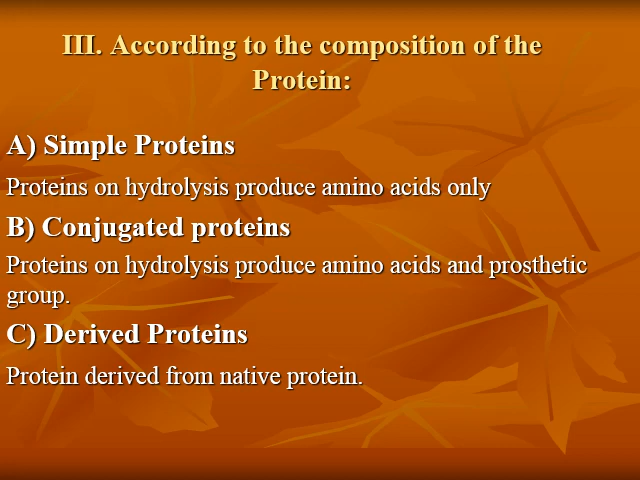 III. According to the composition of the
Protein:
A) Simple Proteins
Proteins on hydrolysis produce amino acids only
B) Conjugated proteins
Proteins on hydrolysis produce amino acids and prosthetic
group.
C) Derived Proteins
Protein derived from native protein.